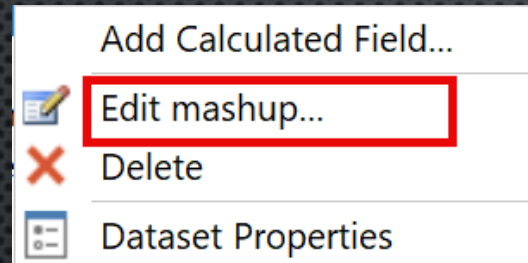 Add Calculated Field...
Edit mashup...
Delete
Dataset Properties